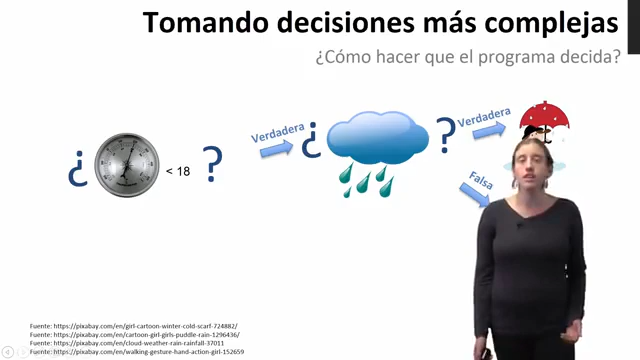 Tomando decisiones más complejas
¿Cómo hacer que el programa decida?
¿ < 18 ?
Verdadera
¿ ?
Verdadera
Falsa
Fuente: https://pixabay.com/en/girl-cartoon-winter-cold-scarf-724882/
Fuente: https://pixabay.com/en/cartoon-girl-girls-puddle-rain-1296436/
Fuente: https://pixabay.com/en/cloud-weather-rain-rainfall-37011
Fuente: https://pixabay.com/en/walking-gesture-hand-action-girl-152659